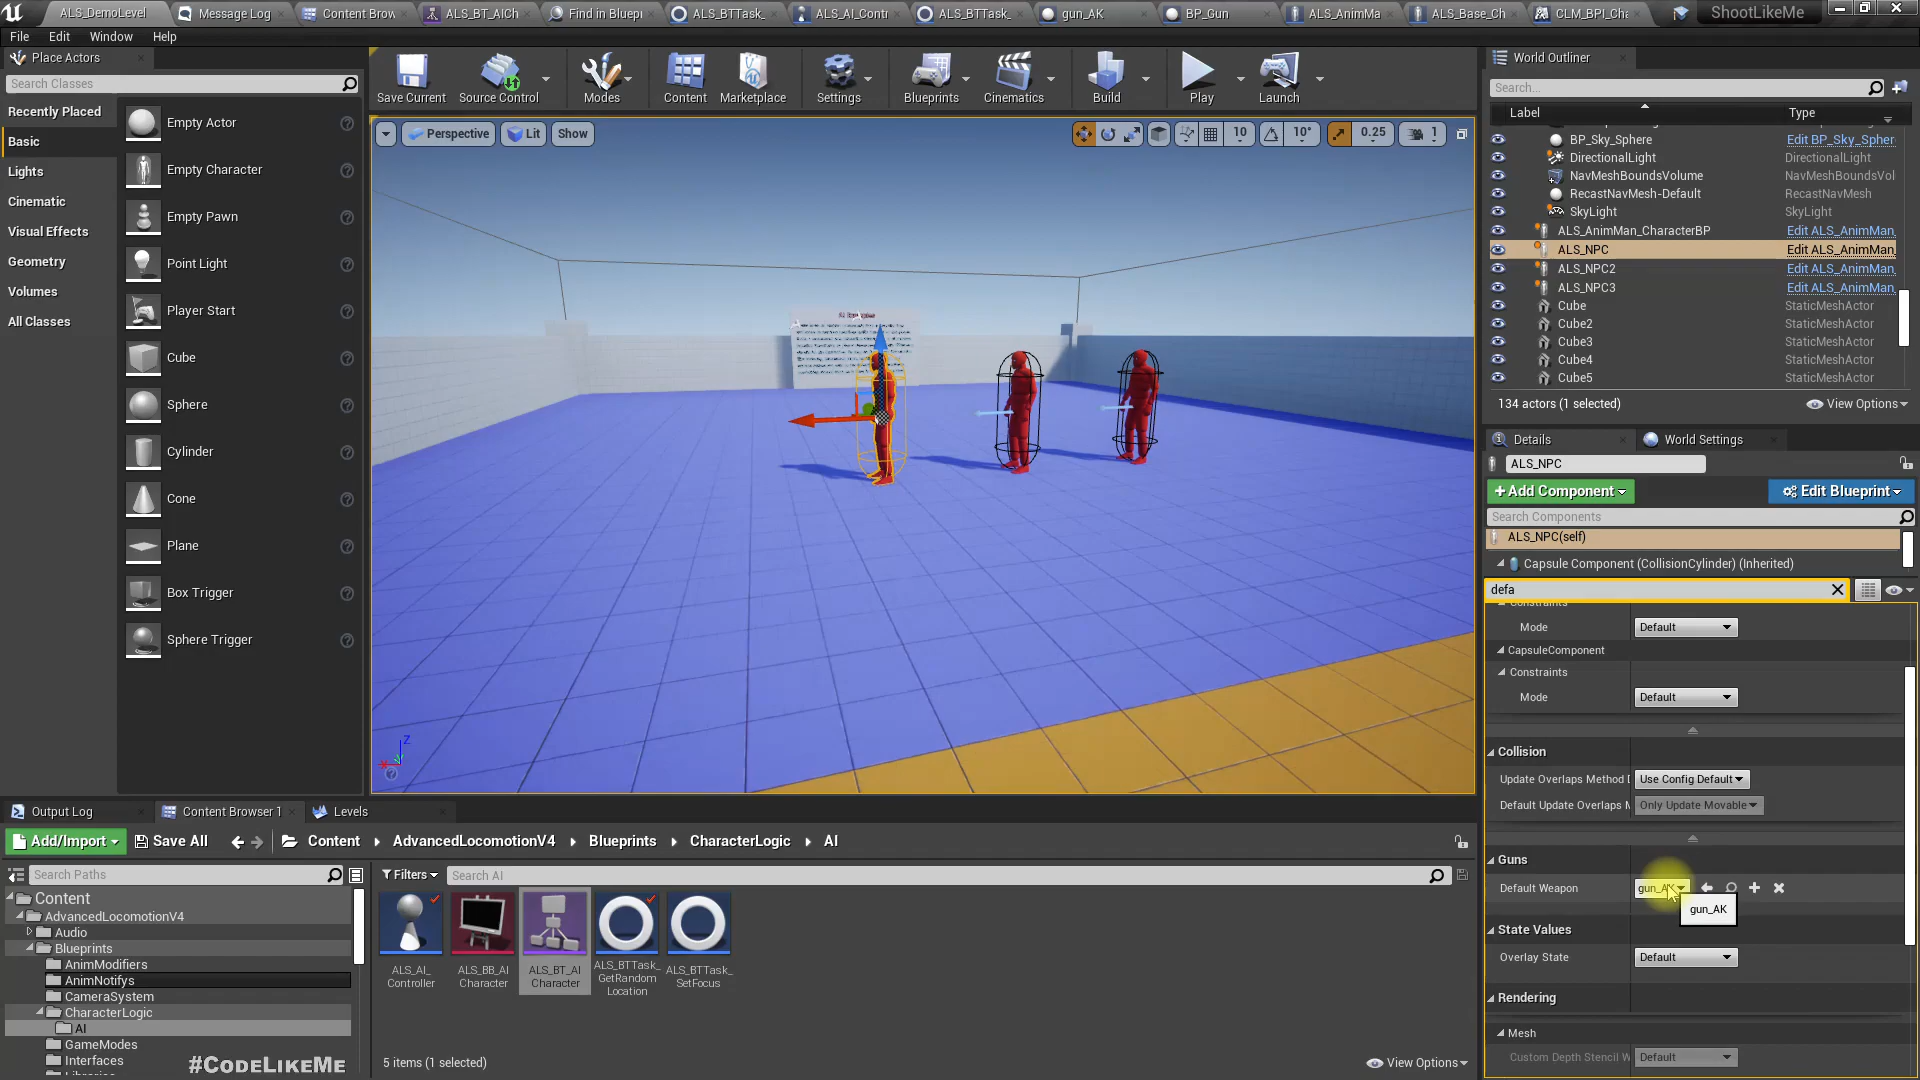 ALS_DemoLevel
Message Log
Content Brow
ALS_BT_AICh
Find in Bluepr
ALS_BTTask_
ALS_AI_Contr
ALS_BTTask_
gun_AK
BP_Gun
ALS_AnimMa
ALS_Base_Ch
CLM_BPI_Cha
ShootLikeMe
File
Edit
Window
Help
Place Actors
Search Classes
Recently Placed
Basic
Lights
Cinematic
Visual Effects
Geometry
Volumes
All Classes
Empty Actor
Empty Character
Empty Pawn
Point Light
Player Start
Cube
Sphere
Cylinder
Cone
Plane
Box Trigger
Sphere Trigger
Save Current
Source Control
Modes
Content
Marketplace
Settings
Blueprints
Cinematics
Build
Play
Launch
Perspective
Lit
Show
10
10°
0.25
1
Z
X
World Outliner
Search...
Label
Type
BP_Sky_Sphere
Edit BP_Sky_Spher
DirectionalLight
DirectionalLight
NavMeshBoundsVolume
NavMeshBoundsVol
RecastNavMesh-Default
RecastNavMesh
SkyLight
SkyLight
ALS_AnimMan_CharacterBP
Edit ALS_AnimMan_
ALS_NPC
Edit ALS_AnimMan_
ALS_NPC2
Edit ALS_AnimMan_
ALS_NPC3
Edit ALS_AnimMan_
Cube
StaticMeshActor
Cube2
StaticMeshActor
Cube3
StaticMeshActor
Cube4
StaticMeshActor
Cube5
StaticMeshActor
134 actors (1 selected)
View Options
Details
World Settings
ALS_NPC
+Add Component
Edit Blueprint
Search Components
ALS_NPC(self)
Capsule Component (CollisionCylinder) (Inherited)
defa
Constraints
Mode
Default
CapsuleComponent
Constraints
Mode
Default
Collision
Update Overlaps Method D
Use Config Default
Default Update Overlaps M
Only Update Movable
Guns
Default Weapon
gun_AK
gun_AK
State Values
Overlay State
Default
Rendering
Mesh
Custom Depth Stencil W
Default
Output Log
Content Browser 1
Levels
Add/Import
Save All
Content
AdvancedLocomotionV4
Blueprints
CharacterLogic
AI
Search Paths
Filters
Search AI
Content
AdvancedLocomotionV4
Audio
Blueprints
AnimModifiers
AnimNotifys
CameraSystem
CharacterLogic
AI
GameModes
Interfaces
ALS_AI_
Controller
ALS_BB_AI
Character
ALS_BT_AI
Character
ALS_BTTask_
GetRandom
Location
ALS_BTTask_
SetFocus
5 items (1 selected)
View Options
#CodeLikeMe